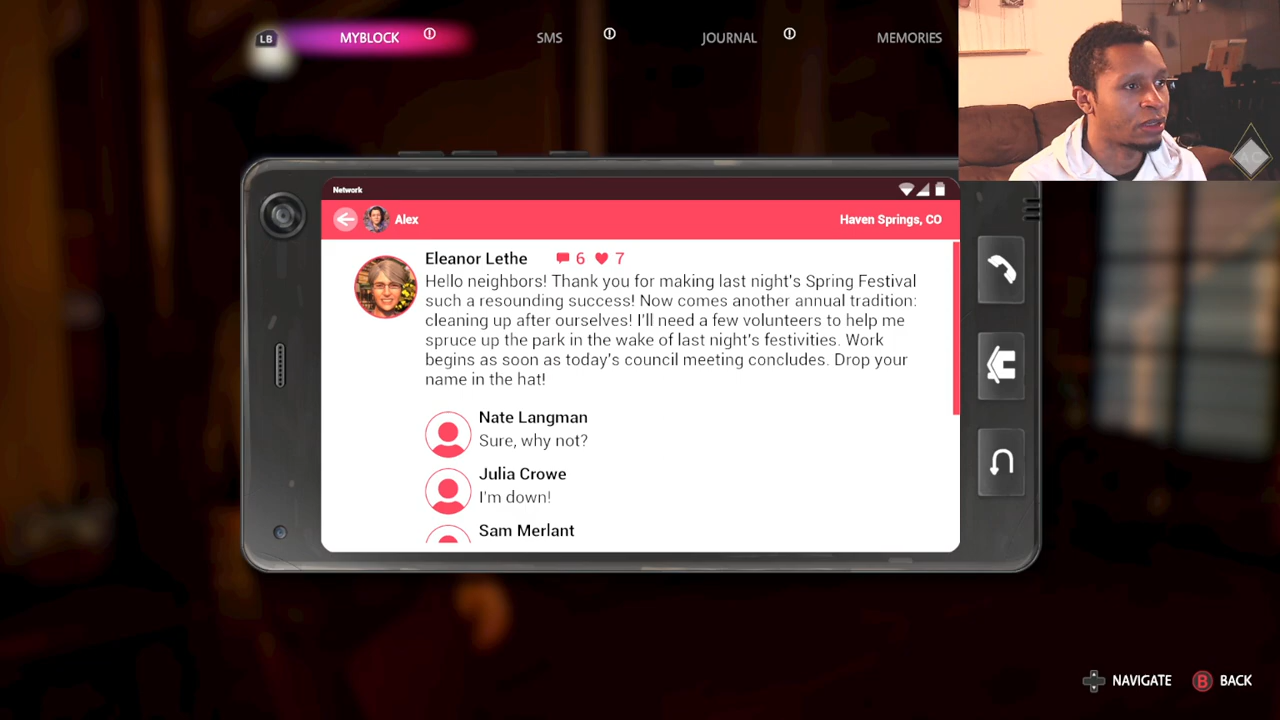 LB
MYBLOCK
SMS
JOURNAL
MEMORIES
Network
Alex
Haven Springs, CO
Eleanor Lethe 6 7
Hello neighbors! Thank you for making last night's Spring Festival
such a resounding success! Now comes another annual tradition:
cleaning up after ourselves! I'll need a few volunteers to help me
spruce up the park in the wake of last night's festivities. Work
begins as soon as today's council meeting concludes. Drop your
name in the hat!
Nate Langman
Sure, why not?
Julia Crowe
I'm down!
Sam Merlant
NAVIGATE
B BACK